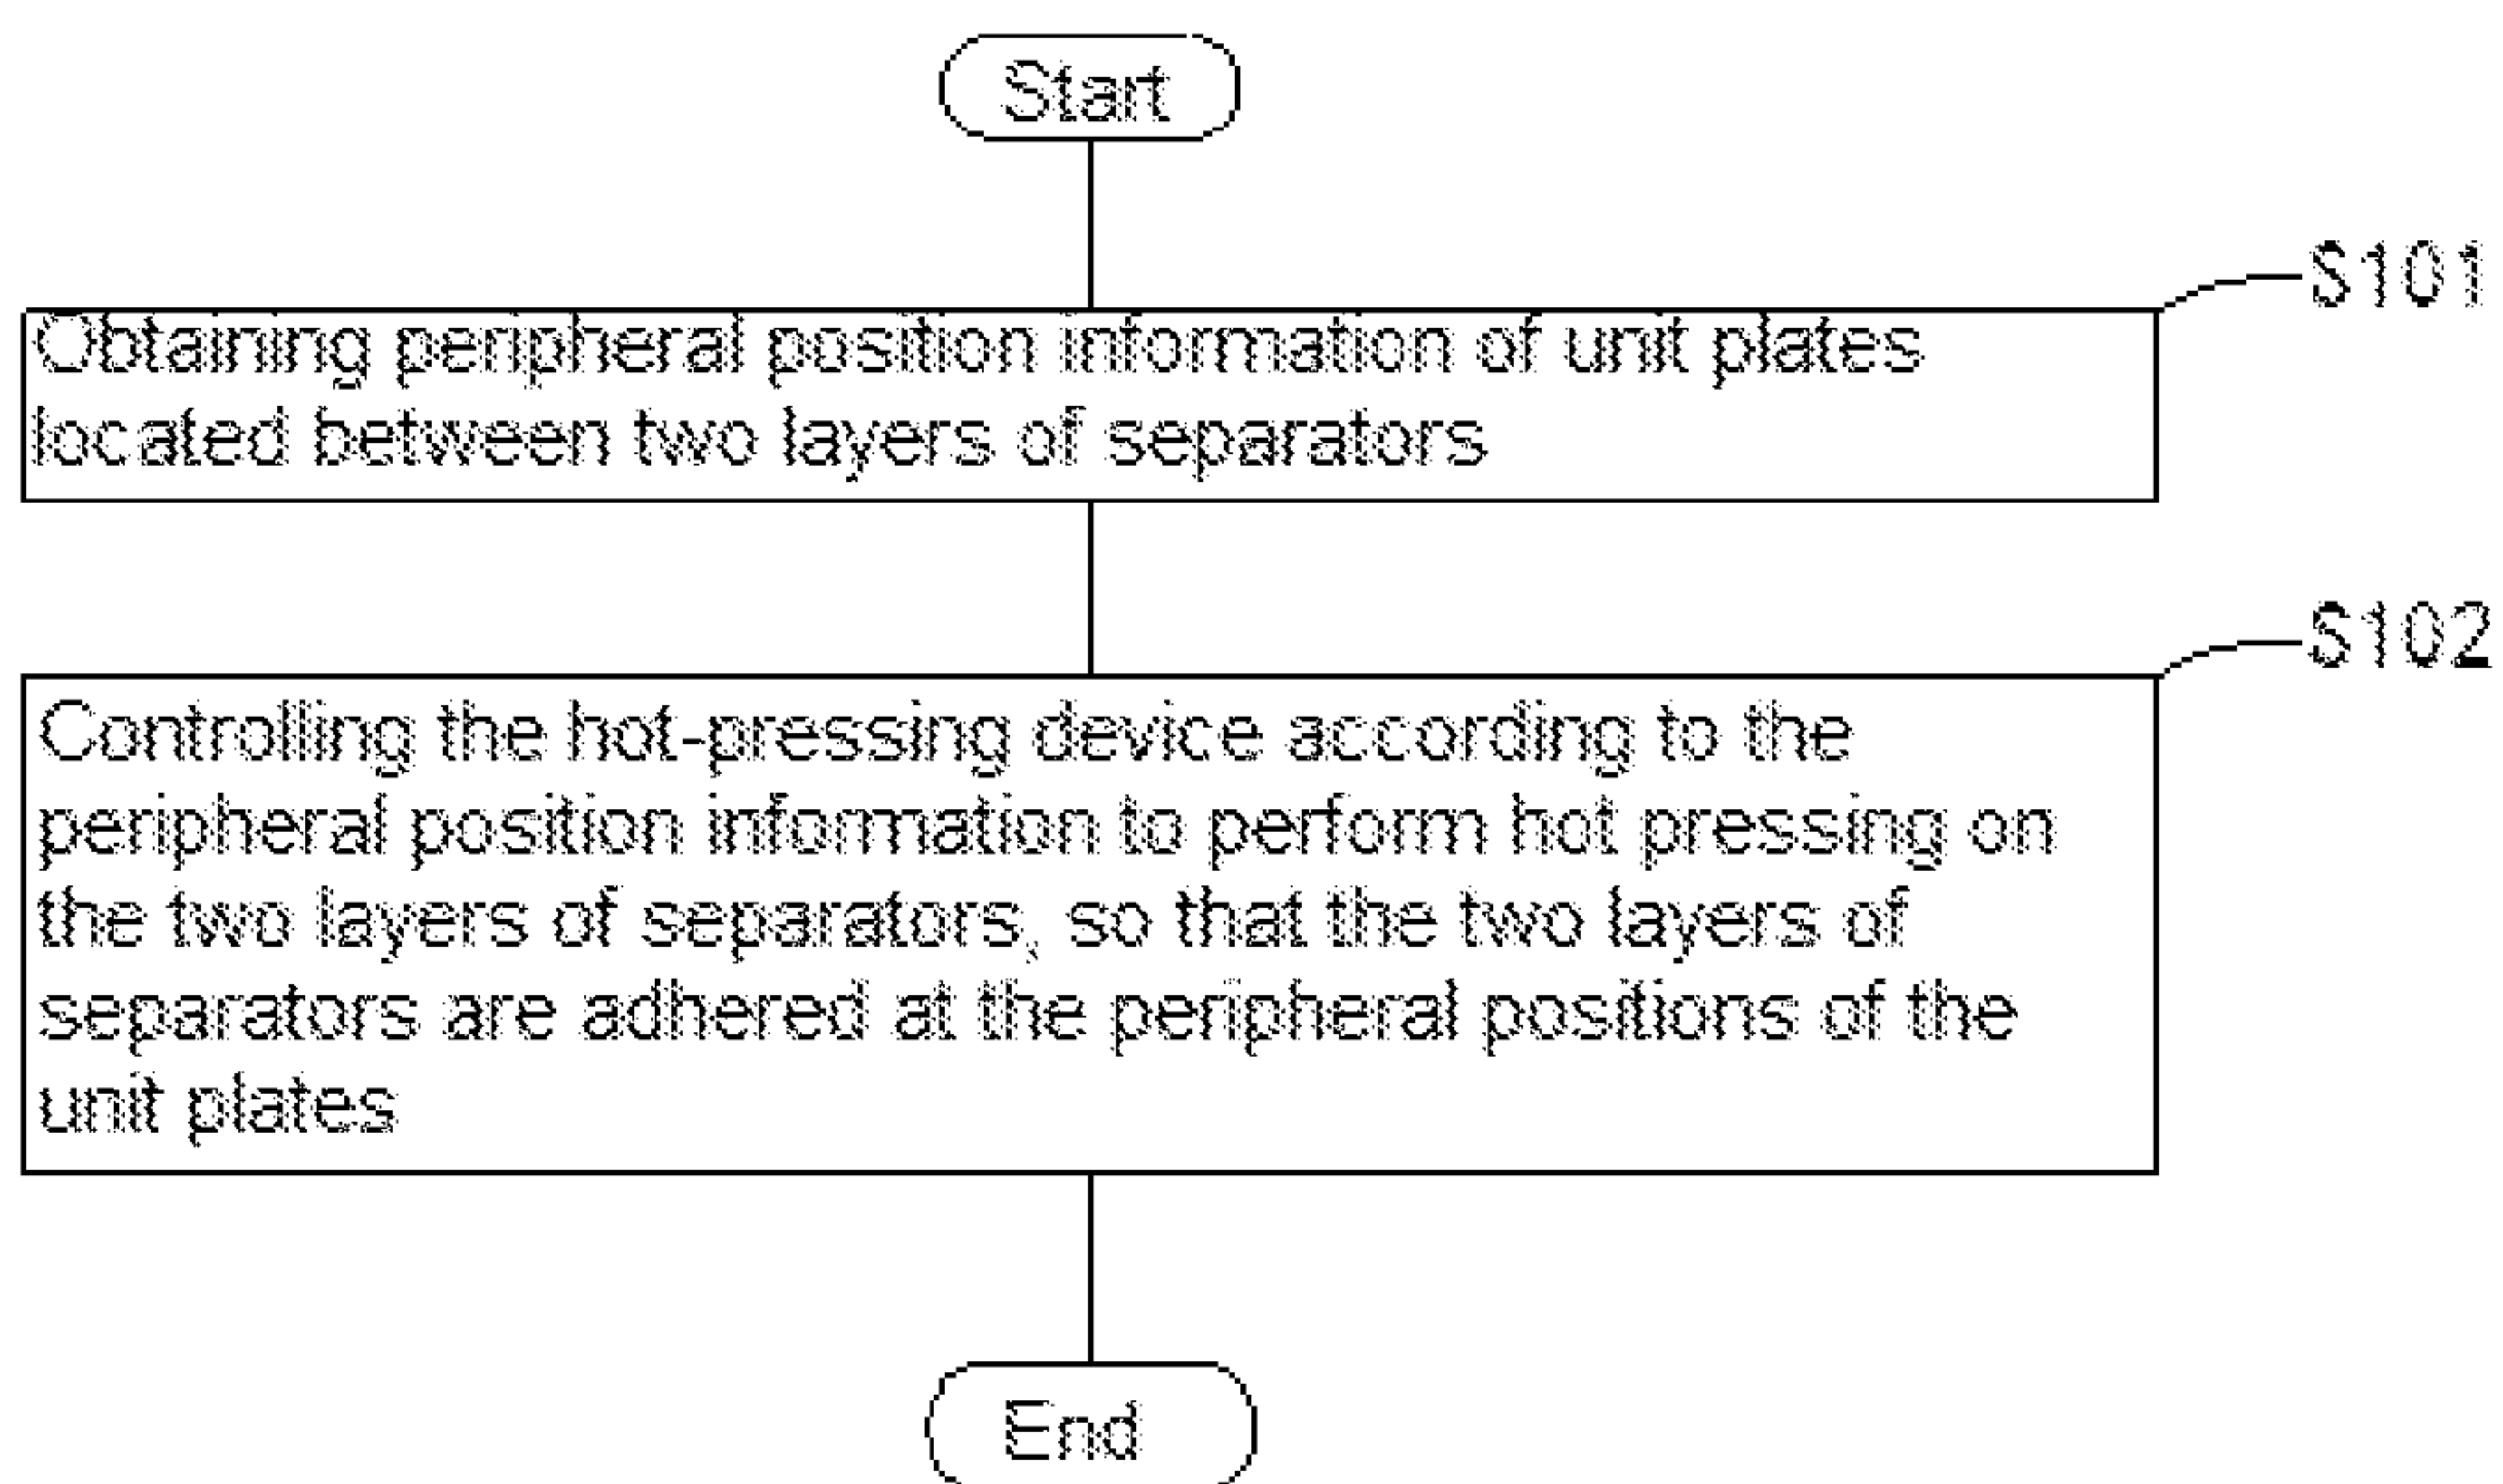 Start
S101
Obtaining peripheral position information of unit plates
located between two layers of separators
S102
Controlling the hot-pressing device according to the
peripheral position information to perform hot pressing on
the two layers of separators, so that the two layers of
separators are adhered at the peripheral positions of the
unit plates
End